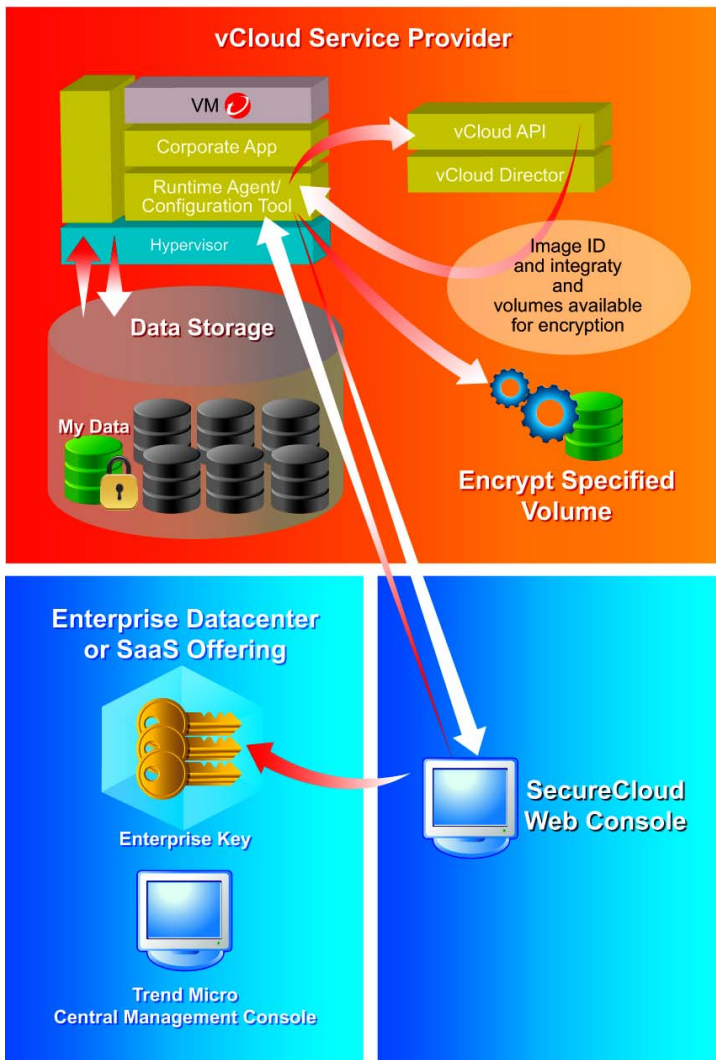 vCloud Service Provider
VM
Corporate App
Runtime Agent/
Configuration Tool
Hypervisor
vCloud API
vCloud Director
Image ID
and integraty
and
volumes available
for encryption
Data Storage
My Data
Encrypt Specified
Volume
Enterprise Datacenter
or SaaS Offering
Enterprise Key
Trend Micro
Central Management Console
SecureCloud
Web Console